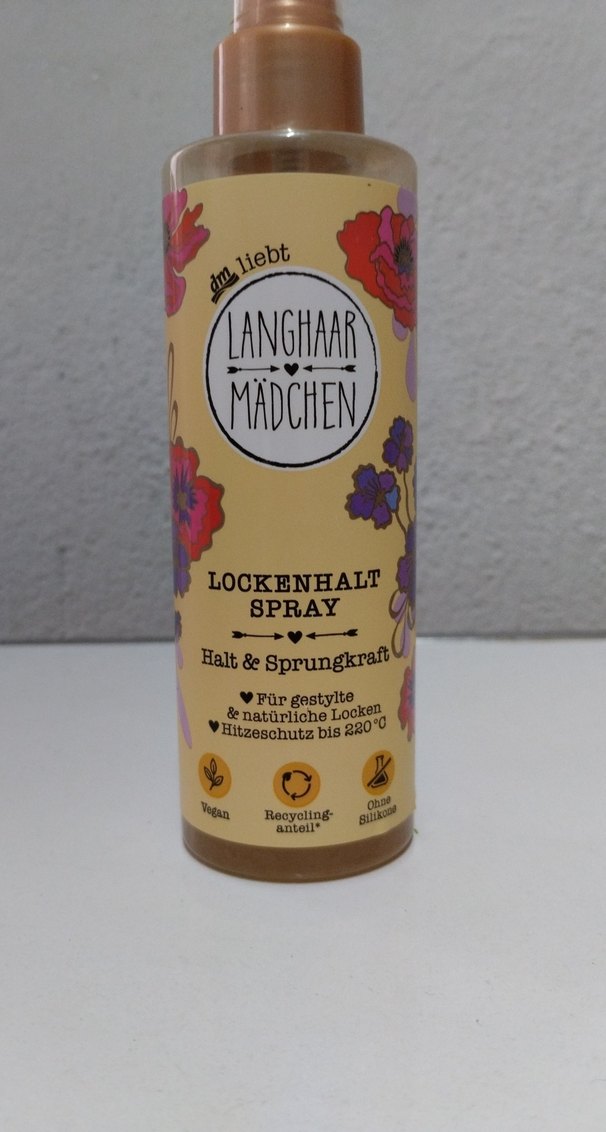 dm liebt
LANGHAAR
MÄDCHEN
LOCKENHALT
SPRAY
Halt & Sprungkraft
Für gestylte
& natürliche Locken
Hitzeschutz bis 220 °C
Vegan
Recycling-
anteil*
Ohne
Silikone